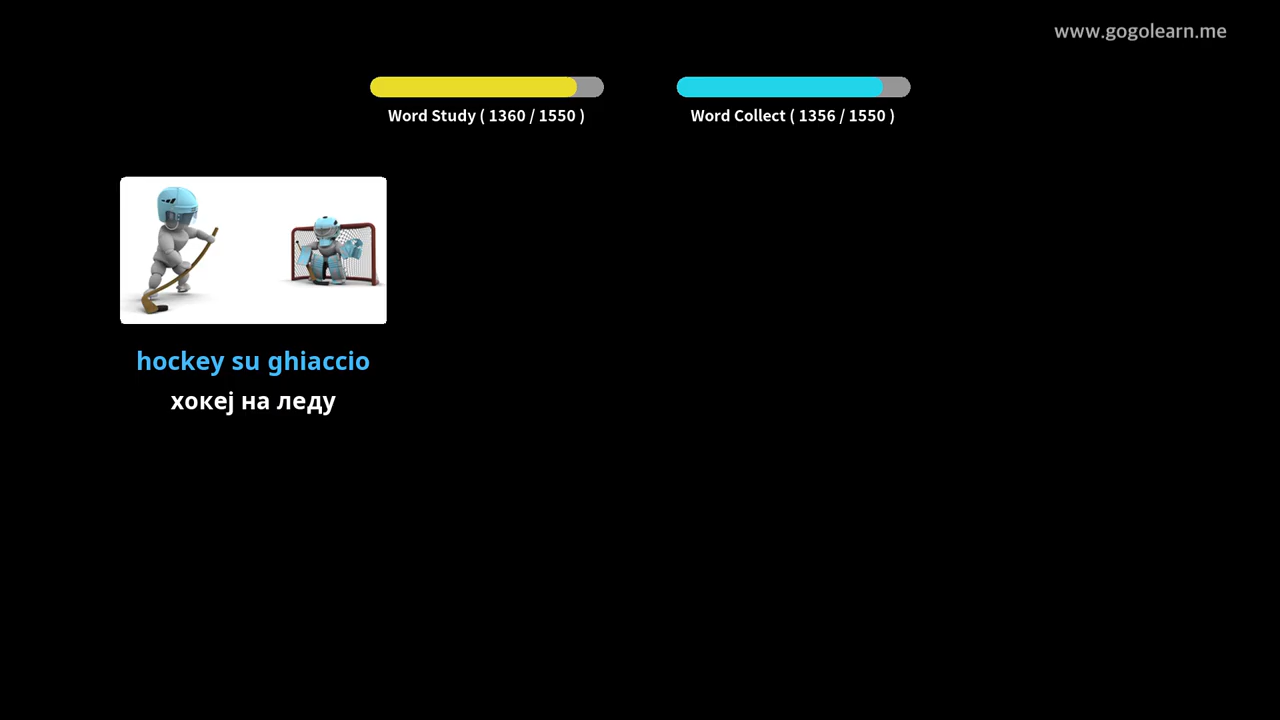 www.gogolearn.me
Word Study ( 1360 / 1550 )
Word Collect ( 1356 / 1550 )
hockey su ghiaccio
хокеј на леду